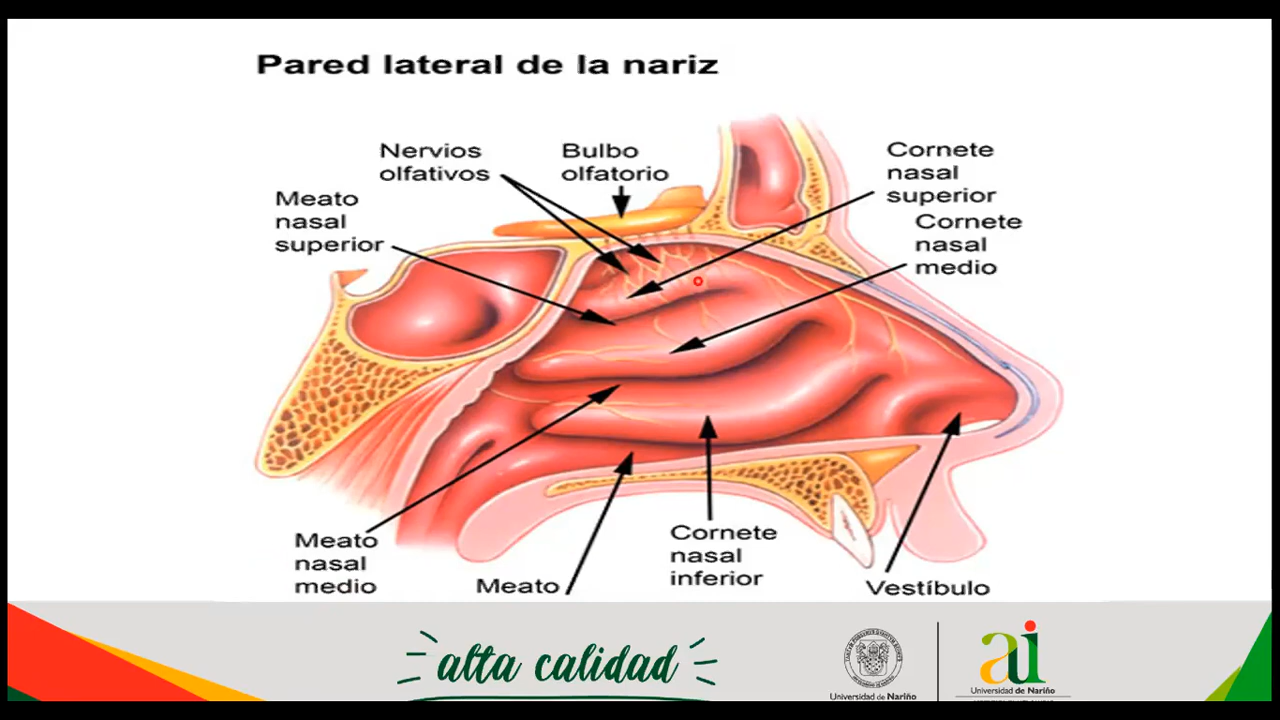 Pared lateral de la nariz
Nervios
olfativos
Bulbo
olfatorio
Cornete
nasal
superior
Meato
nasal
superior
Cornete
nasal
medio
Meato
nasal
medio
Meato
Cornete
nasal
inferior
Vestíbulo
alta calidad
Universidad de Nariño
ai
Universidad de Nariño